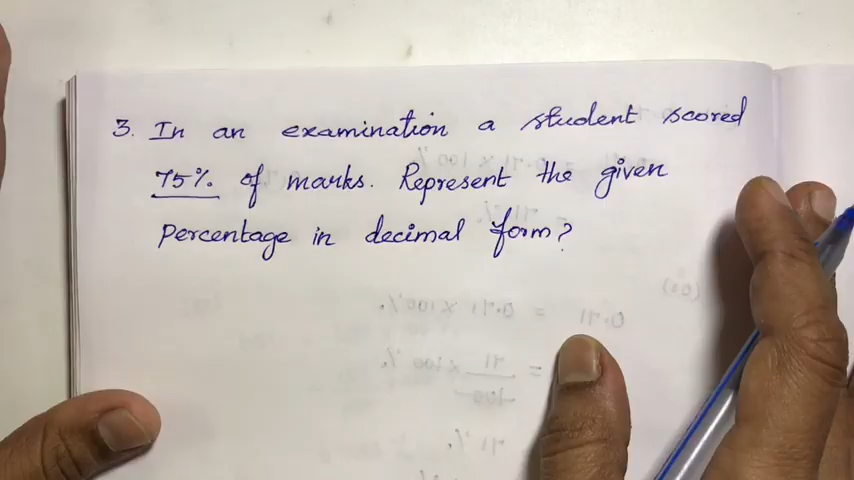 3. In an examination a student scored
75% of marks. Represent the given
percentage in decimal form?